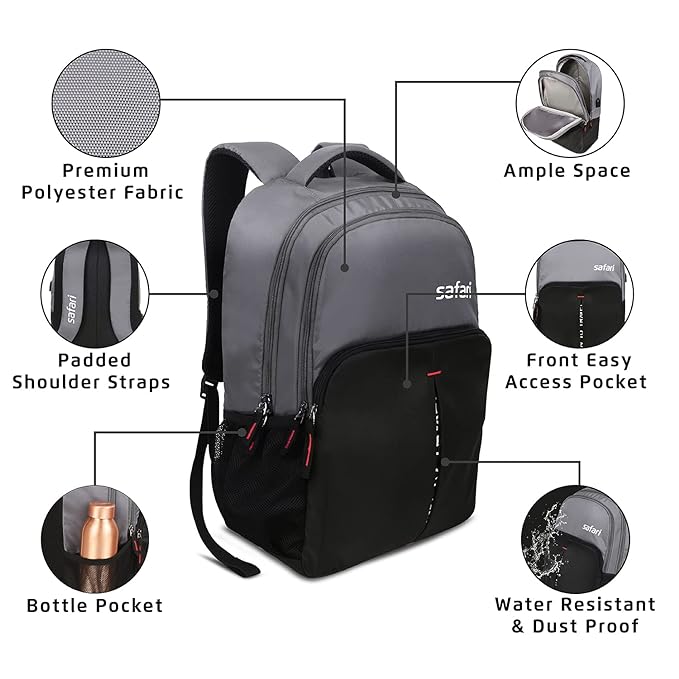 Premium
Polyester Fabric
Ample Space
safari
safari
safari
Padded
Shoulder Straps
Front Easy
Access Pocket
safari
Bottle Pocket
Water Resistant
& Dust Proof